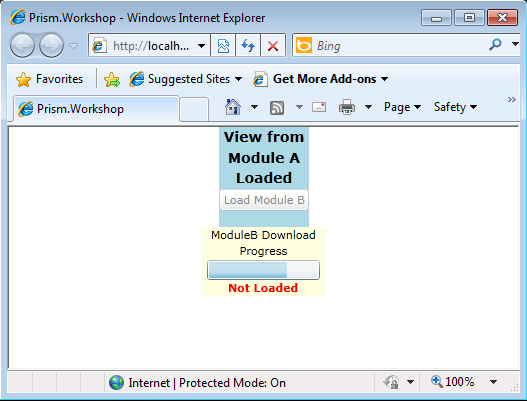 Prism.Workshop - Windows Internet Explorer
http://localh...
Bing
Favorites
Suggested Sites
Get More Add-ons
Prism.Workshop
Page
Safety
»
View from
Module A
Loaded
Load Module B
ModuleB Download
Progress
Not Loaded
Internet | Protected Mode: On
100%